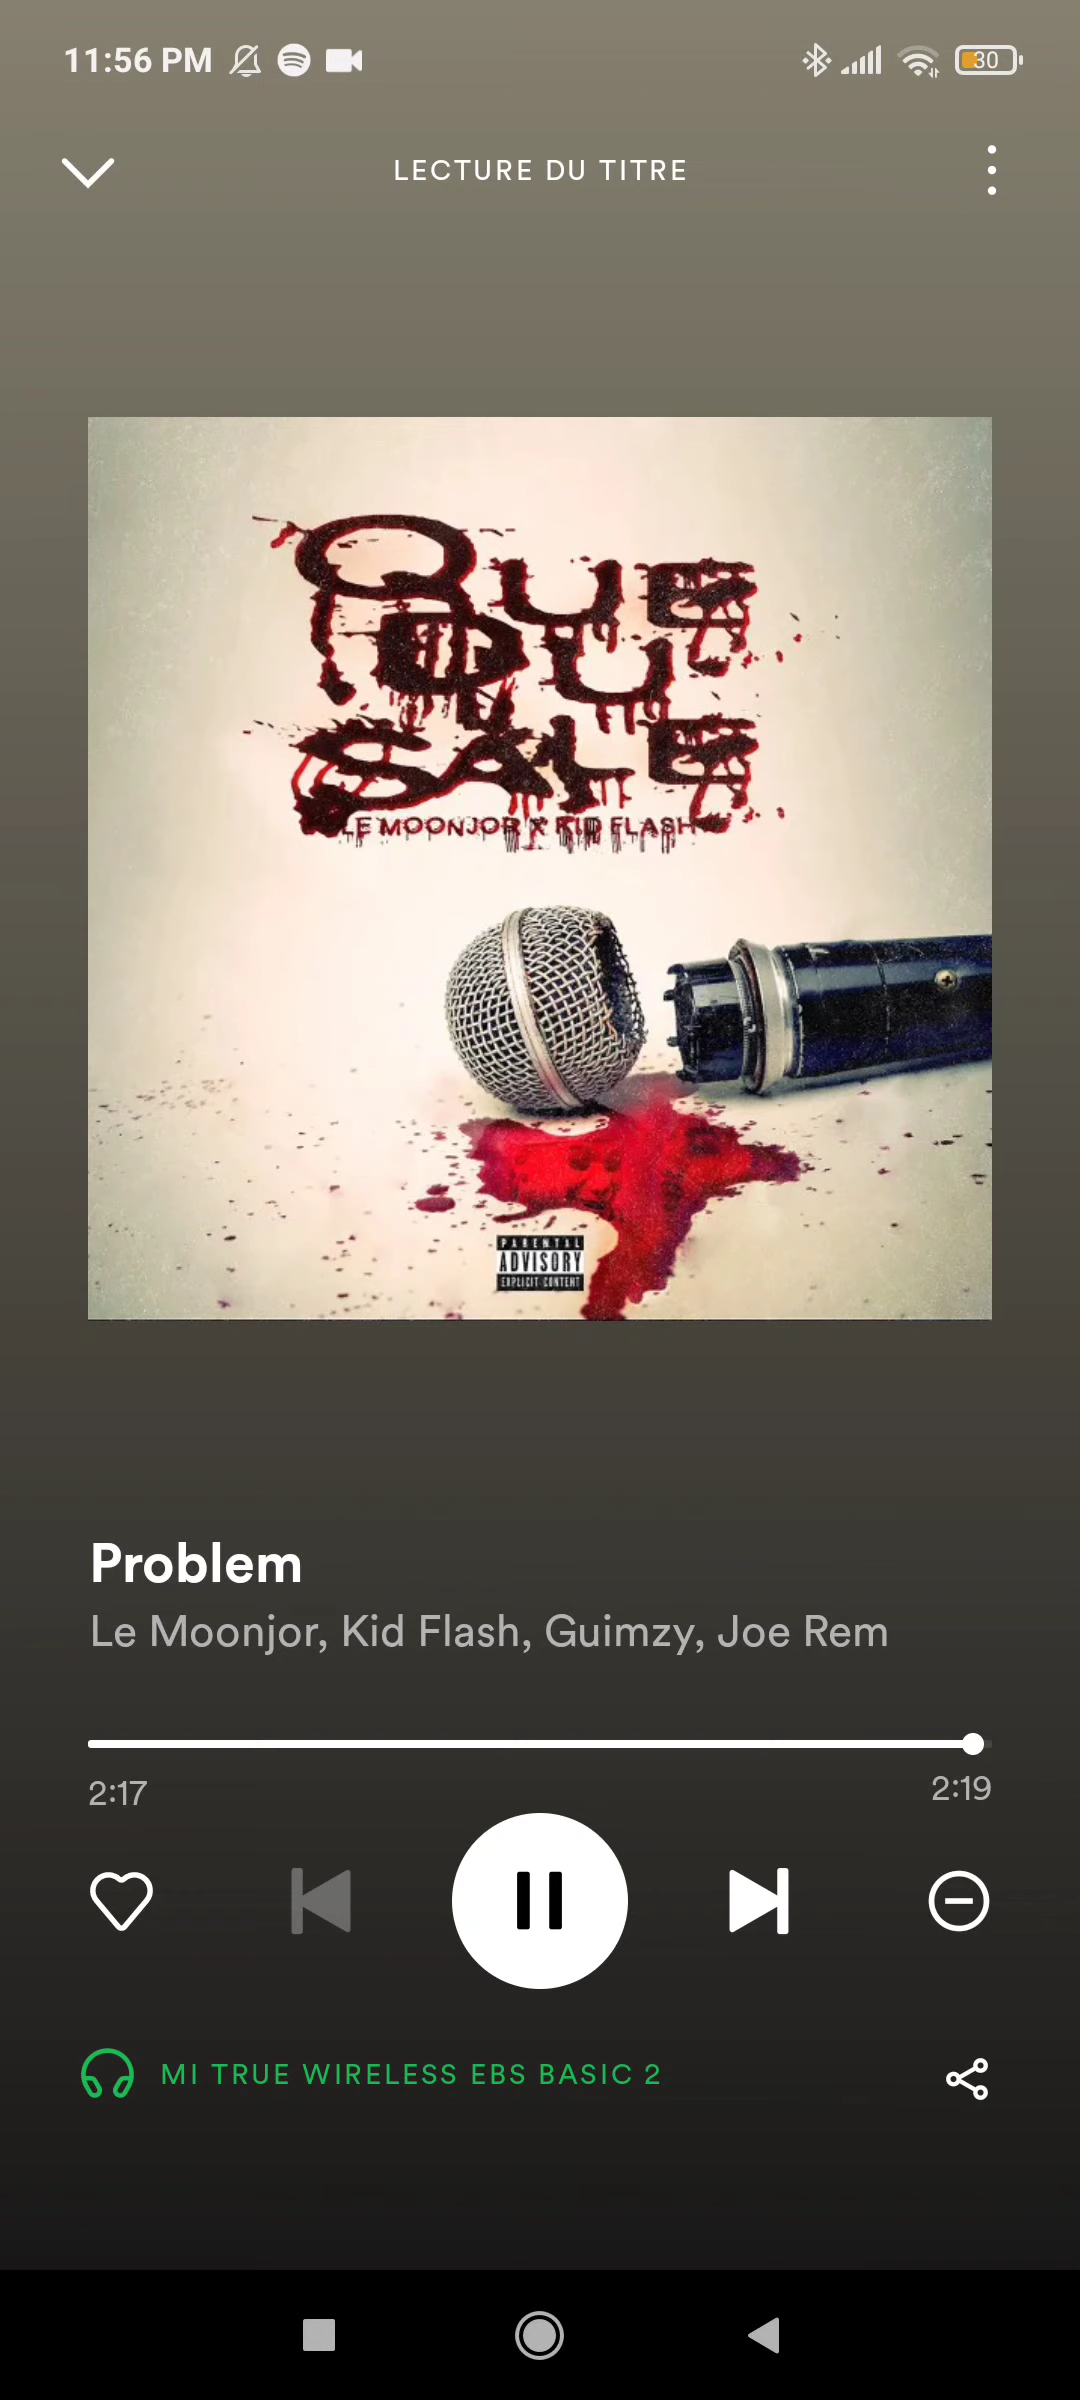 11:56 PM
30
LECTURE DU TITRE
QUE
DU
SALE
LE MOONJOR X KID FLASH
PARENTAL
ADVISORY
EXPLICIT CONTENT
Problem
Le Moonjor, Kid Flash, Guimzy, Joe Rem
2:17
2:19
MI TRUE WIRELESS EBS BASIC 2